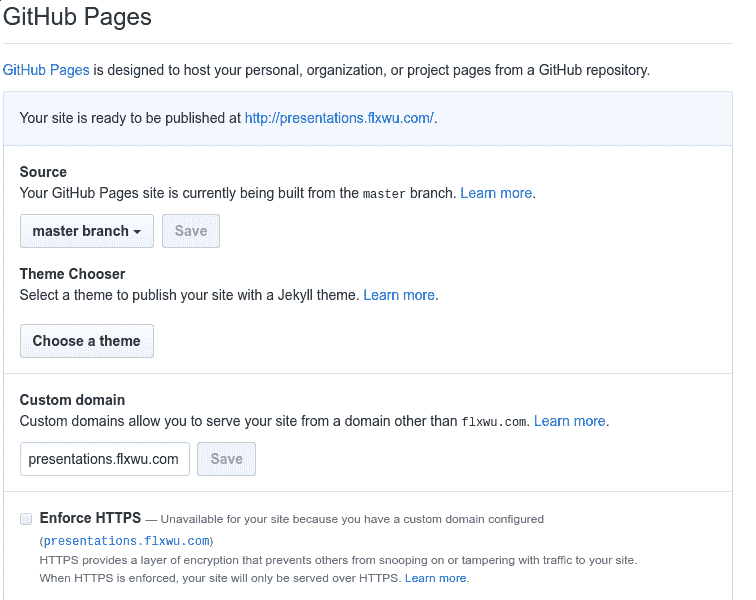 GitHub Pages
GitHub Pages is designed to host your personal, organization, or project pages from a GitHub repository.
Your site is ready to be published at http://presentations.flxwu.com/.
Source
Your GitHub Pages site is currently being built from the master branch. Learn more.
master branch Save
Theme Chooser
Select a theme to publish your site with a Jekyll theme. Learn more.
Choose a theme
Custom domain
Custom domains allow you to serve your site from a domain other than flxwu.com. Learn more.
presentations.flxwu.com Save
Enforce HTTPS — Unavailable for your site because you have a custom domain configured
(presentations.flxwu.com)
HTTPS provides a layer of encryption that prevents others from snooping on or tampering with traffic to your site.
When HTTPS is enforced, your site will only be served over HTTPS. Learn more.